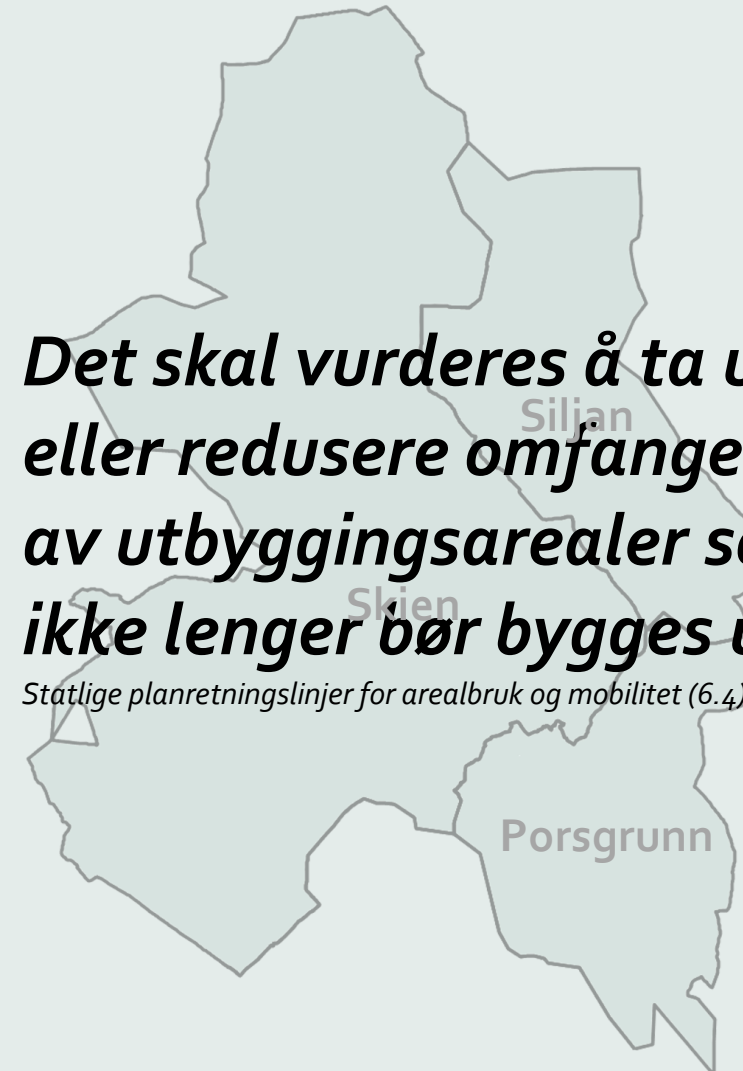 Det skal vurderes å ta
Siljan
eller redusere omfange
av utbyggingsarealer
Skien
ikke lenger bør bygges
Statlige planretningslinjer for arealbruk og mobilitet (6.4)
Porsgrunn